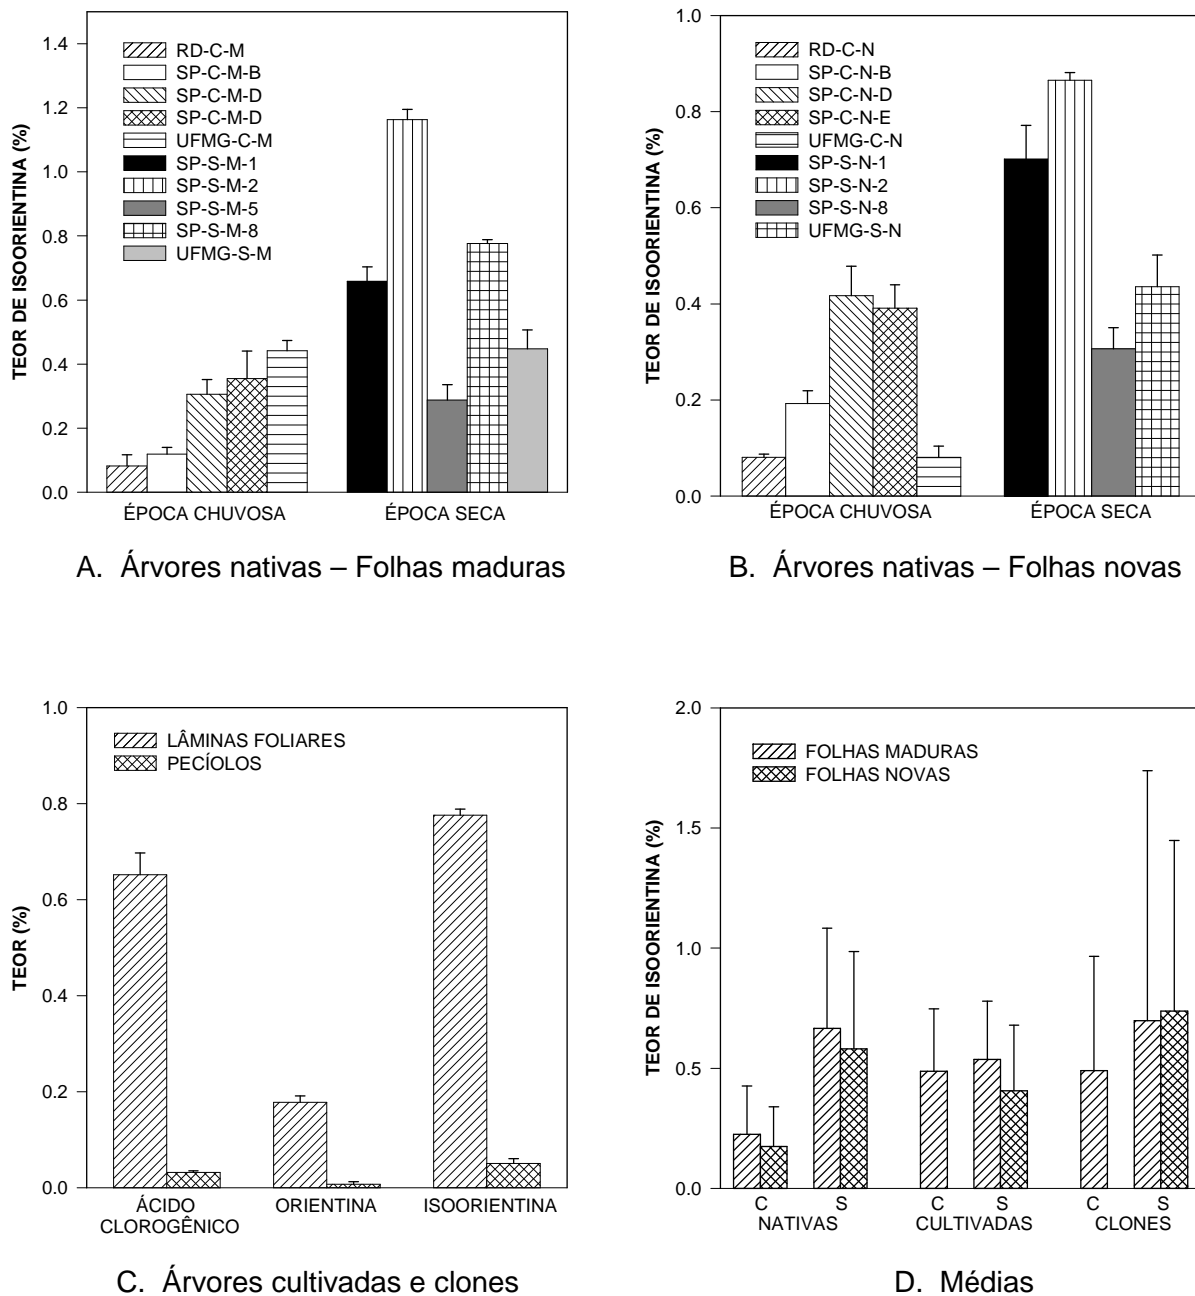 TEOR DE ISOORIENTINA (%)
1.4
1.2
1.0
0.8
0.6
0.4
0.2
0.0
RD-C-M
SP-C-M-B
SP-C-M-D
SP-C-M-D
UFMG-C-M
SP-S-M-1
SP-S-M-2
SP-S-M-5
SP-S-M-8
UFMG-S-M
ÉPOCA CHUVOSA
ÉPOCA SECA
A. Árvores nativas – Folhas maduras
TEOR DE ISOORIENTINA (%)
1.0
0.8
0.6
0.4
0.2
0.0
RD-C-N
SP-C-N-B
SP-C-N-D
SP-C-N-E
UFMG-C-N
SP-S-N-1
SP-S-N-2
SP-S-N-8
UFMG-S-N
ÉPOCA CHUVOSA
ÉPOCA SECA
B. Árvores nativas – Folhas novas
TEOR (%)
1.0
0.8
0.6
0.4
0.2
0.0
LÂMINAS FOLIARES
PECÍOLOS
ÁCIDO
CLOROGÊNICO
ORIENTINA
ISOORIENTINA
C. Árvores cultivadas e clones
TEOR DE ISOORIENTINA (%)
2.0
1.5
1.0
0.5
0.0
FOLHAS MADURAS
FOLHAS NOVAS
C S
NATIVAS
C S
CULTIVADAS
C S
CLONES
D. Médias